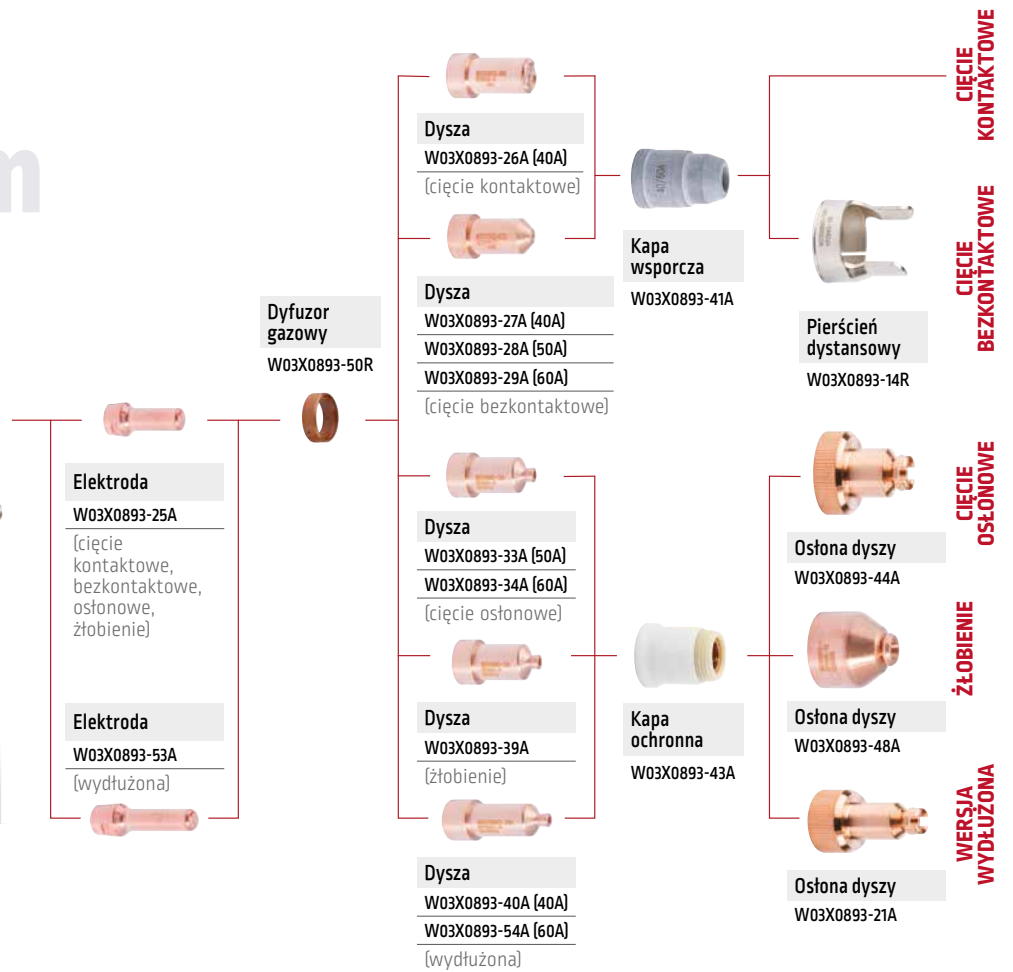 m
Elektroda
W03X0893-25A
(cięcie
kontaktowe,
bezkontaktowe,
osłonowe,
żłobienie)
Elektroda
W03X0893-53A
(wydłużona)
Dyfuzor
gazowy
W03X0893-50R
Dysza
W03X0893-26A (40A)
(cięcie kontaktowe)
Dysza
W03X0893-27A (40A)
W03X0893-28A (50A)
W03X0893-29A (60A)
(cięcie bezkontaktowe)
Dysza
W03X0893-33A (50A)
W03X0893-34A (60A)
(cięcie osłonowe)
Dysza
W03X0893-39A
(żłobienie)
Dysza
W03X0893-40A (40A)
W03X0893-54A (60A)
(wydłużona)
40/60A
Kapa
wsporcza
W03X0893-41A
Kapa
ochronna
W03X0893-43A
Pierścień
dystansowy
W03X0893-14R
Osłona dyszy
W03X0893-44A
Osłona dyszy
W03X0893-48A
Osłona dyszy
W03X0893-21A
CIĘCIE
KONTAKTOWE
CIĘCIE
BEZKONTAKTOWE
CIĘCIE
OSŁONOWE
ŻŁOBIENIE
WERSJA
WYDŁUŻONA